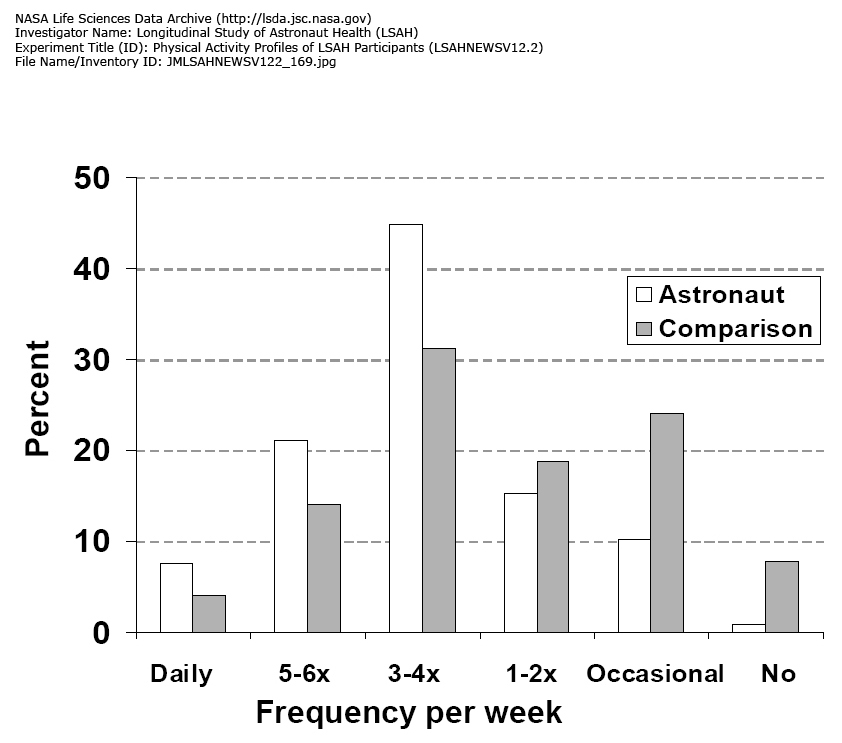 NASA Life Sciences Data Archive (http://lsda.jsc.nasa.gov)
Investigator Name: Longitudinal Study of Astronaut Health (LSAH)
Experiment Title (ID): Physical Activity Profiles of LSAH Participants (LSAHNEWSV12.2)
File Name/Inventory ID: JMLSAHNEWSV122_169.jpg
50
40
30
20
10
0
Percent
Astronaut
Comparison
Daily 5-6x 3-4x 1-2x Occasional No
Frequency per week